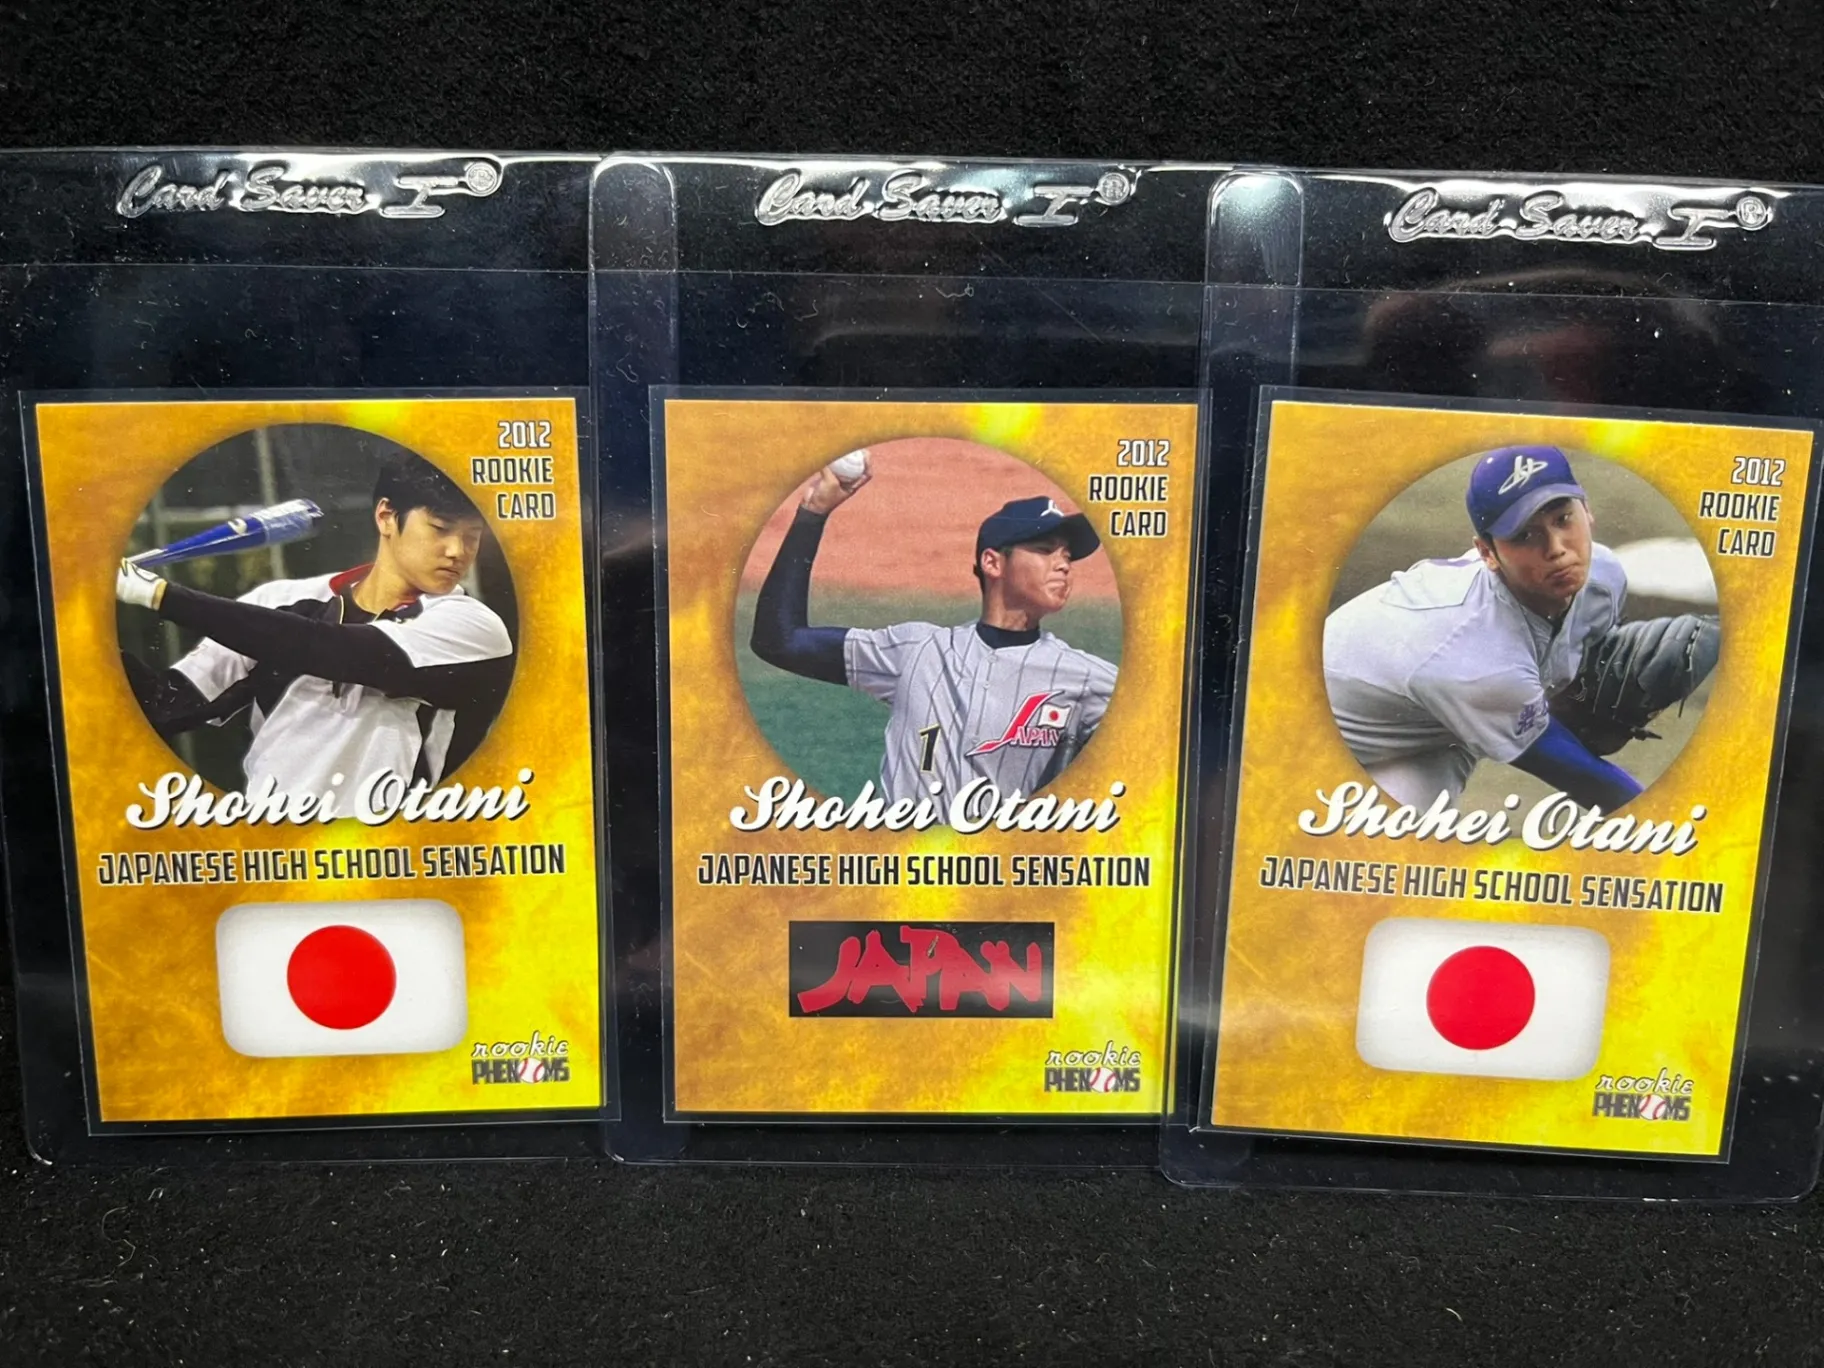 Card Saver I®
Card Saver I®
Card Saver I®
2012
ROOKIE
CARD
Shohei Otani
JAPANESE HIGH SCHOOL SENSATION
rookie
PHENOMS
2012
ROOKIE
CARD
1
JAPAN
Shohei Otani
JAPANESE HIGH SCHOOL SENSATION
JAPAN
rookie
PHENOMS
2012
ROOKIE
CARD
Shohei Otani
JAPANESE HIGH SCHOOL SENSATION
rookie
PHENOMS